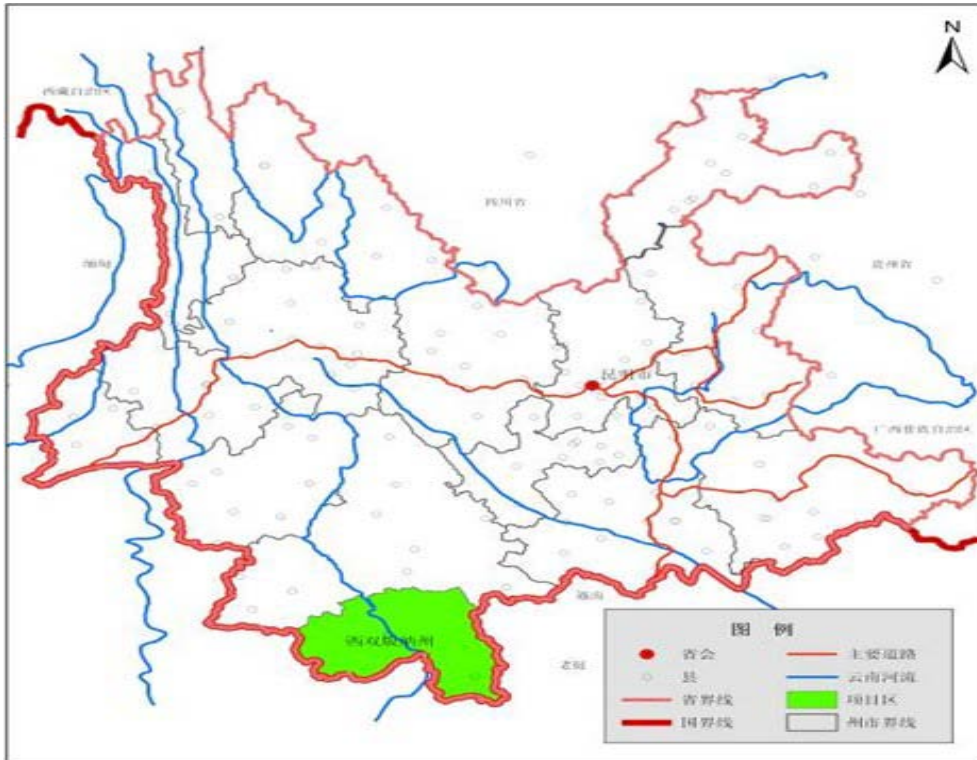 N
西藏自治区
四川省
缅甸
贵州省
昆明市
广西壮族自治区
越南
西双版纳州
老挝
图 例
省会
主要道路
县
云南河流
省界线
项目区
国界线
州市界线